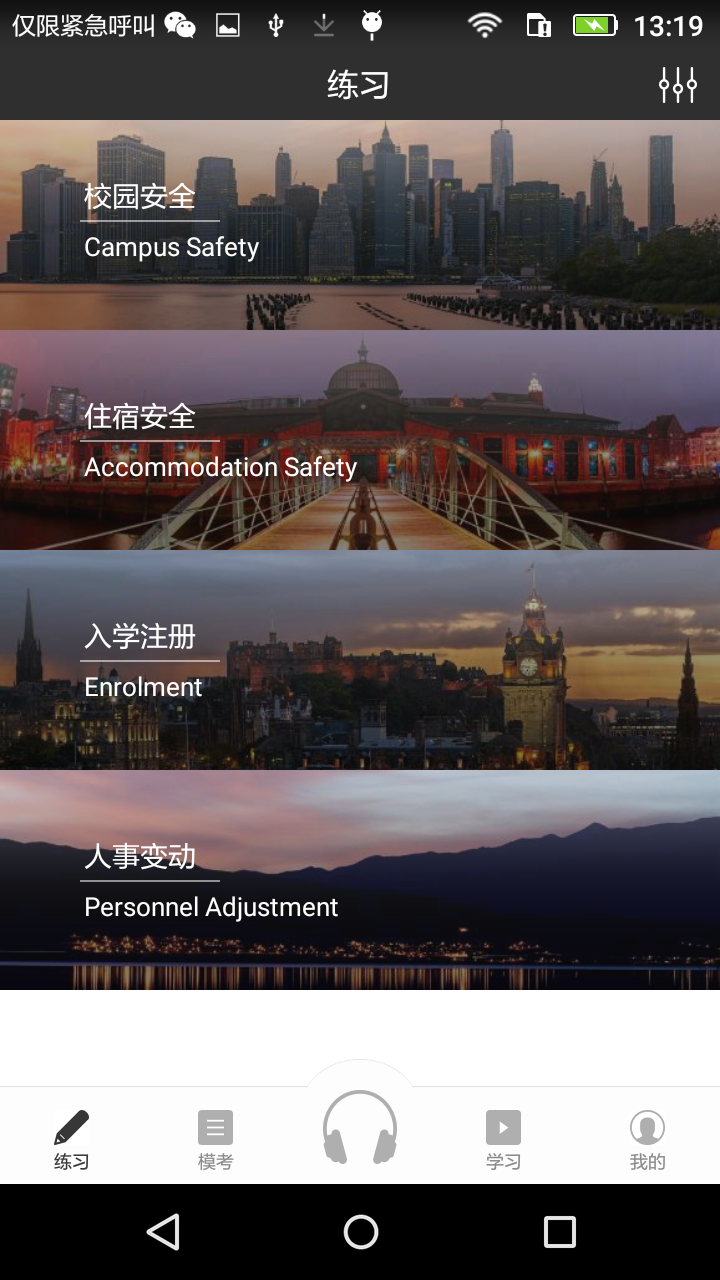 仅限紧急呼叫 13:19
练习
校园安全
Campus Safety
住宿安全
Accommodation Safety
入学注册
Enrolment
人事变动
Personnel Adjustment
练习 模考 学习 我的